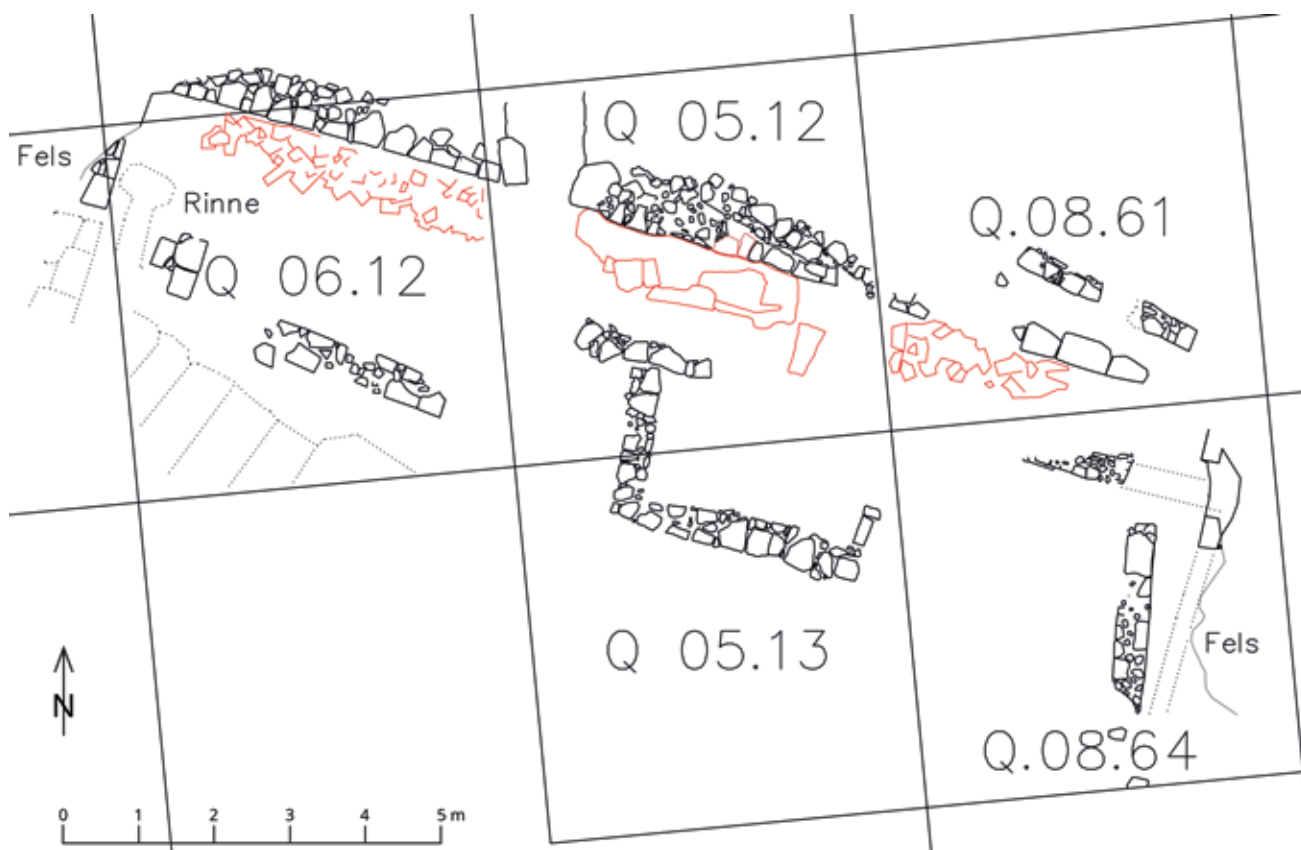 Q 05.12
Fels
Rinne
Q.08.61
Q 06.12
Q 05.13
Fels
N
Q.08.64
0 1 2 3 4 5 m